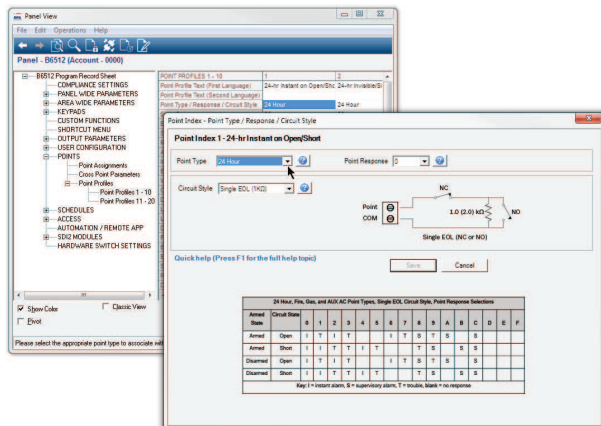 Panel View
File Edit Operations Help
Panel - B6512 (Account - 0000)
B6512 Program Record Sheet
COMPLIANCE SETTINGS
PANEL WIDE PARAMETERS
AREA WIDE PARAMETERS
KEYPADS
CUSTOM FUNCTIONS
SHORTCUT MENU
OUTPUT PARAMETERS
USER CONFIGURATION
POINTS
Point Assignments
Cross Point Parameters
Point Profiles
Point Profiles 1 - 10
Point Profiles 11 - 20
SCHEDULES
ACCESS
AUTOMATION / REMOTE APP
SDI2 MODULES
HARDWARE SWITCH SETTINGS
Show Color
Classic View
Pivot
Please select the appropriate point type to associate wit
POINT PROFILES 1 - 10 1 2
Point Profile Text (First Language) 24-hr Instant on Open/Sho 24-hr Invisible/Si
Point Profile Text (Second Language)
Point Type / Response / Circuit Style 24 Hour 24 Hour
Point Index - Point Type / Response / Circuit Style
Point Index 1 - 24-hr Instant on Open/Short
Point Type 24 Hour Point Response 0
Circuit Style Single EOL (1KΩ)
NC
Point
COM
1.0 (2.0) kΩ
NO
Single EOL (NC or NO)
Quick help (Press F1 for the full help topic)
Save Cancel
24 Hour, Fire, Gas, and AUX AC Point Types, Single EOL Circuit Style, Point Response Selections
Armed State Circuit State 0 1 2 3 4 5 6 7 8 9 A B C D E F
Armed Open I T I T I T S T S S
Armed Short I I T T I T T S S S
Disarmed Open I T I T I T S T S S
Disarmed Short I I T T I T T S S S
Key: I = instant alarm, S = supervisory alarm, T = trouble, blank = no response